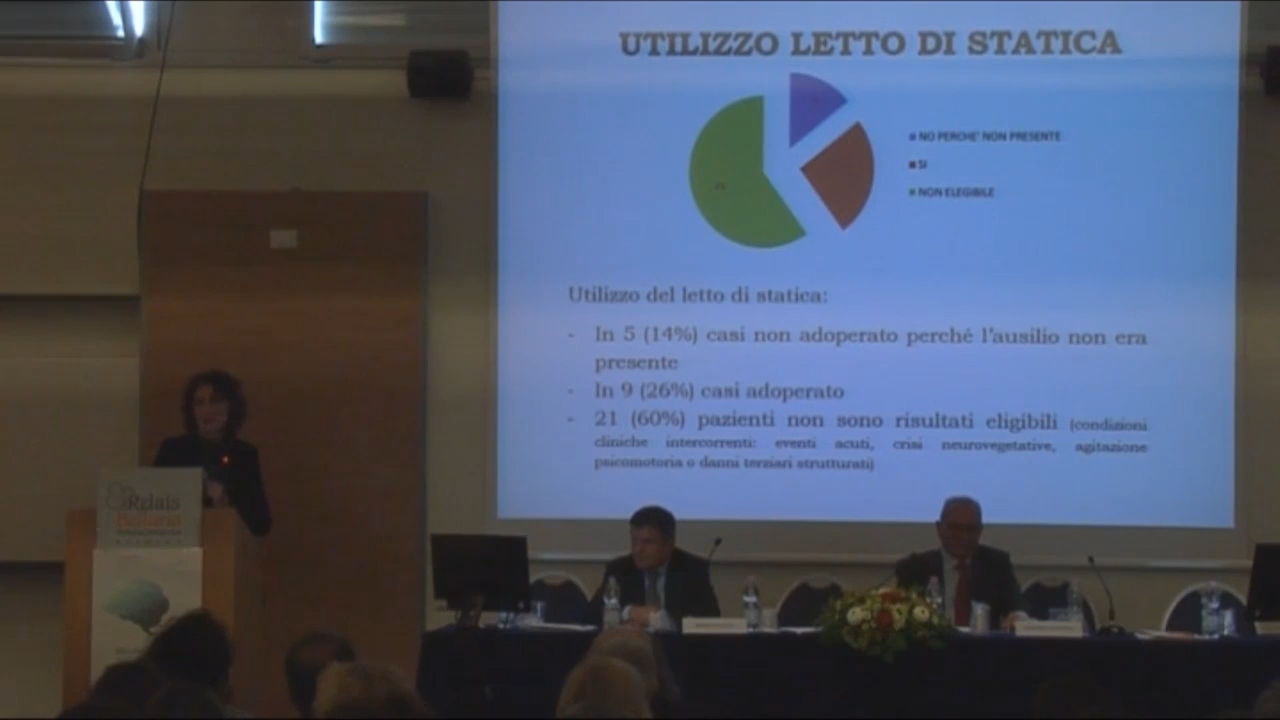 UTILIZZO LETTO DI STATICA
NO PERCHE' NON PRESENTE
SI
NON ELEGIBILE
21
Utilizzo del letto di statica:
- In 5 (14%) casi non adoperato perché l'ausilio non era
presente
- In 9 (26%) casi adoperato
- 21 (60%) pazienti non sono risultati eligibili (condizioni
cliniche intercorrenti: eventi acuti, crisi neurovegetative, agitazione
psicomotoria o danni terziari strutturati)
Relais